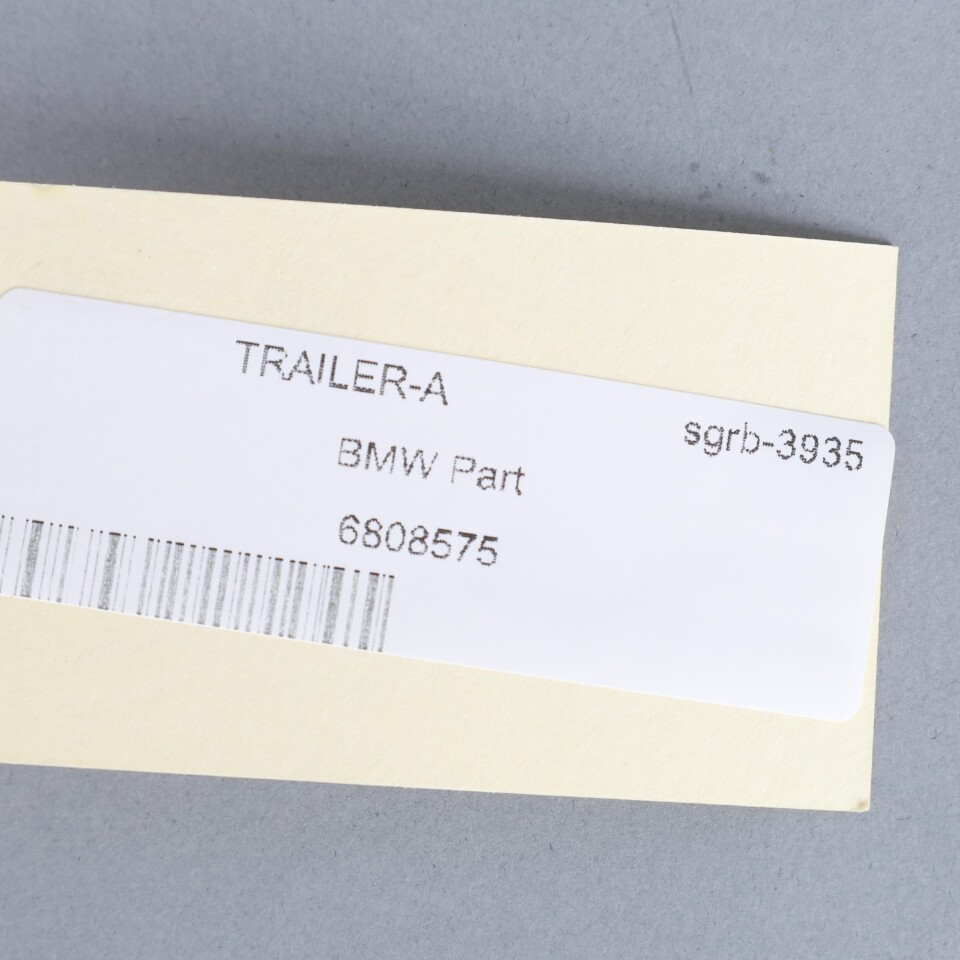 TRAILER-A
sgrb-3935
BMW Part
6808575